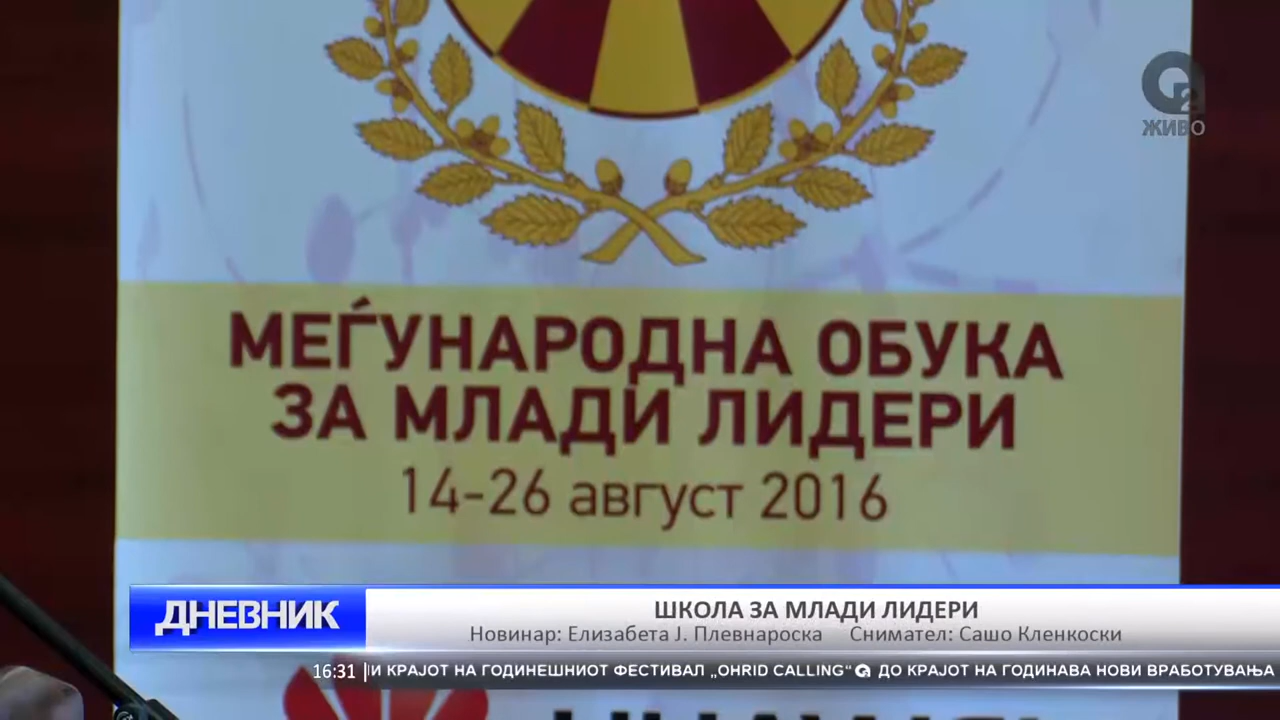 ЖИВО
МЕЃУНАРОДНА ОБУКА
ЗА МЛАДИ ЛИДЕРИ
14-26 август 2016
ДНЕВНИК
ШКОЛА ЗА МЛАДИ ЛИДЕРИ
Новинар: Елизабета Ј. Плевнароска Снимател: Сашо Кленкоски
16:31 И КРАЈОТ НА ГОДИНЕШНИОТ ФЕСТИВАЛ „OHRID CALLING“ ДО КРАЈОТ НА ГОДИНАВА НОВИ ВРАБОТУВАЊА